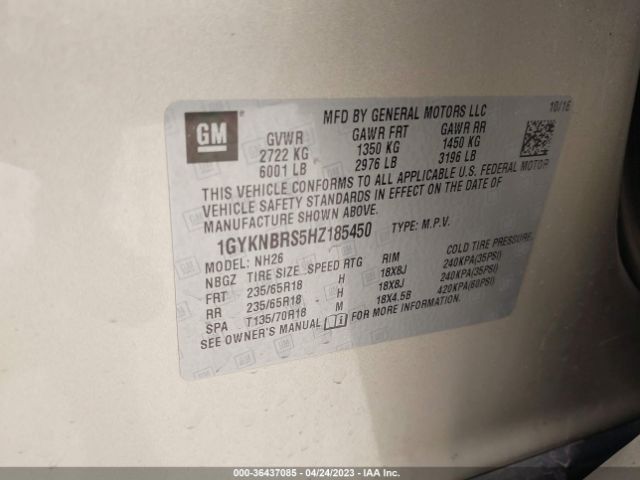 MFD BY GENERAL MOTORS LLC 10/16
GM
GVWR GAWR FRT GAWR RR
2722 KG 1350 KG 1450 KG
6001 LB 2976 LB 3196 LB
THIS VEHICLE CONFORMS TO ALL APPLICABLE U.S. FEDERAL MOTOR
VEHICLE SAFETY STANDARDS IN EFFECT ON THE DATE OF
MANUFACTURE SHOWN ABOVE.
1GYKNBRS5HZ185450 TYPE: M.P.V.
MODEL: NH26
NBGZ TIRE SIZE SPEED RTG RIM COLD TIRE PRESSURE
FRT 235/65R18 H 18X8J 240KPA(35PSI)
RR 235/65R18 H 18X8J 240KPA(35PSI)
SPA T135/70R18 M 18X4.5B 420KPA(60PSI)
SEE OWNER'S MANUAL FOR MORE INFORMATION.
000-36437085 - 04/24/2023 - IAA Inc.